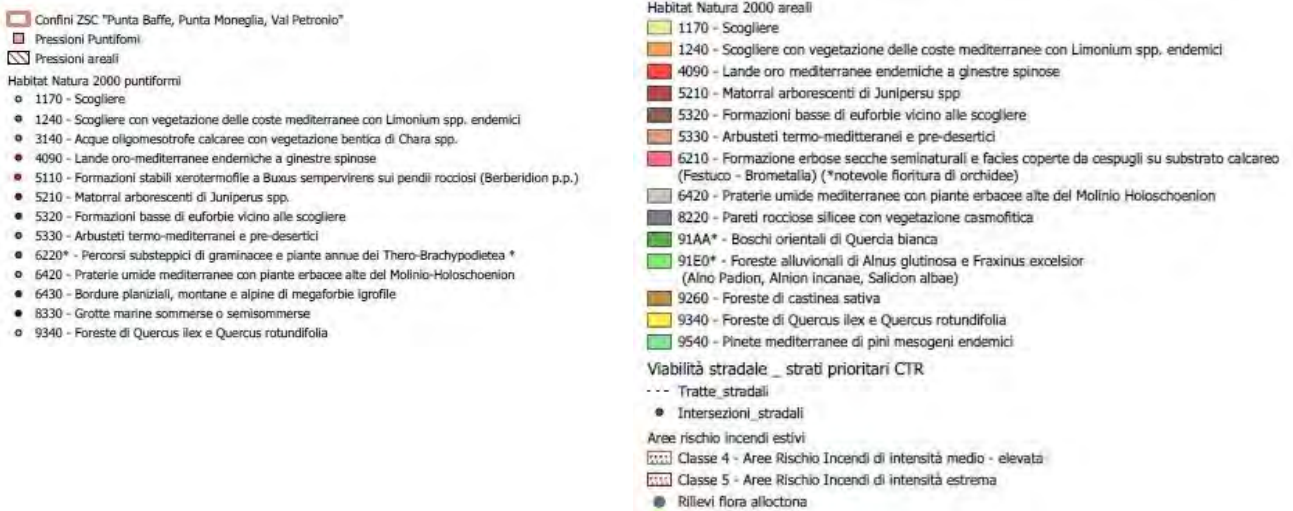 Confini ZSC "Punta Baffe, Punta Moneglia, Val Petronio"
Pressioni Puntifomi
Pressioni areali
Habitat Natura 2000 puntiformi
1170 - Scogliere
1240 - Scogliere con vegetazione delle coste mediterranee con Limonium spp. endemici
3140 - Acque oligomesotrofe calcaree con vegetazione bentica di Chara spp.
4090 - Lande oro-mediterranee endemiche a ginestre spinose
5110 - Formazioni stabili xerotermofile a Buxus sempervirens sui pendii rocciosi (Berberidion p.p.)
5210 - Matorral arborescenti di Juniperus spp.
5320 - Formazioni basse di euforbie vicino alle scogliere
5330 - Arbusteti termo-mediterranei e pre-desertici
6220* - Percorsi substeppici di graminacee e piante annue dei Thero-Brachypodietea *
6420 - Praterie umide mediterranee con piante erbacee alte del Molinio-Holoschoenion
6430 - Bordure planiziali, montane e alpine di megaforbie igrofile
8330 - Grotte marine sommerse o semisommerse
9340 - Foreste di Quercus ilex e Quercus rotundifolia
Habitat Natura 2000 areali
1170 - Scogliere
1240 - Scogliere con vegetazione delle coste mediterranee con Limonium spp. endemici
4090 - Lande oro mediterranee endemiche a ginestre spinose
5210 - Matorral arborescenti di Junipersu spp
5320 - Formazioni basse di euforbie vicino alle scogliere
5330 - Arbusteti termo-meditteranei e pre-desertici
6210 - Formazione erbose secche seminaturali e facies coperte da cespugli su substrato calcareo
(Festuco - Brometalla) (*notevole fioritura di orchidee)
6420 - Praterie umide mediterranee con piante erbacee alte del Molinio Holoschoenion
8220 - Pareti rocciose silicee con vegetazione casmofitica
91AA* - Boschi orientali di Quercia bianca
91E0* - Foreste alluvionali di Alnus glutinosa e Fraxinus excelsior
(Alno Padion, Alnion incanae, Salicion albae)
9260 - Foreste di castinea sativa
9340 - Foreste di Quercus ilex e Quercus rotundifolia
9540 - Pinete mediterranee di pini mesogeni endemici
Viabilità stradale _ strati prioritari CTR
Tratte_stradali
Intersezioni_stradali
Aree rischio incendi estivi
Classe 4 - Aree Rischio Incendi di intensità medio - elevata
Classe 5 - Aree Rischio Incendi di intensità estrema
Rilievi flora alloctona